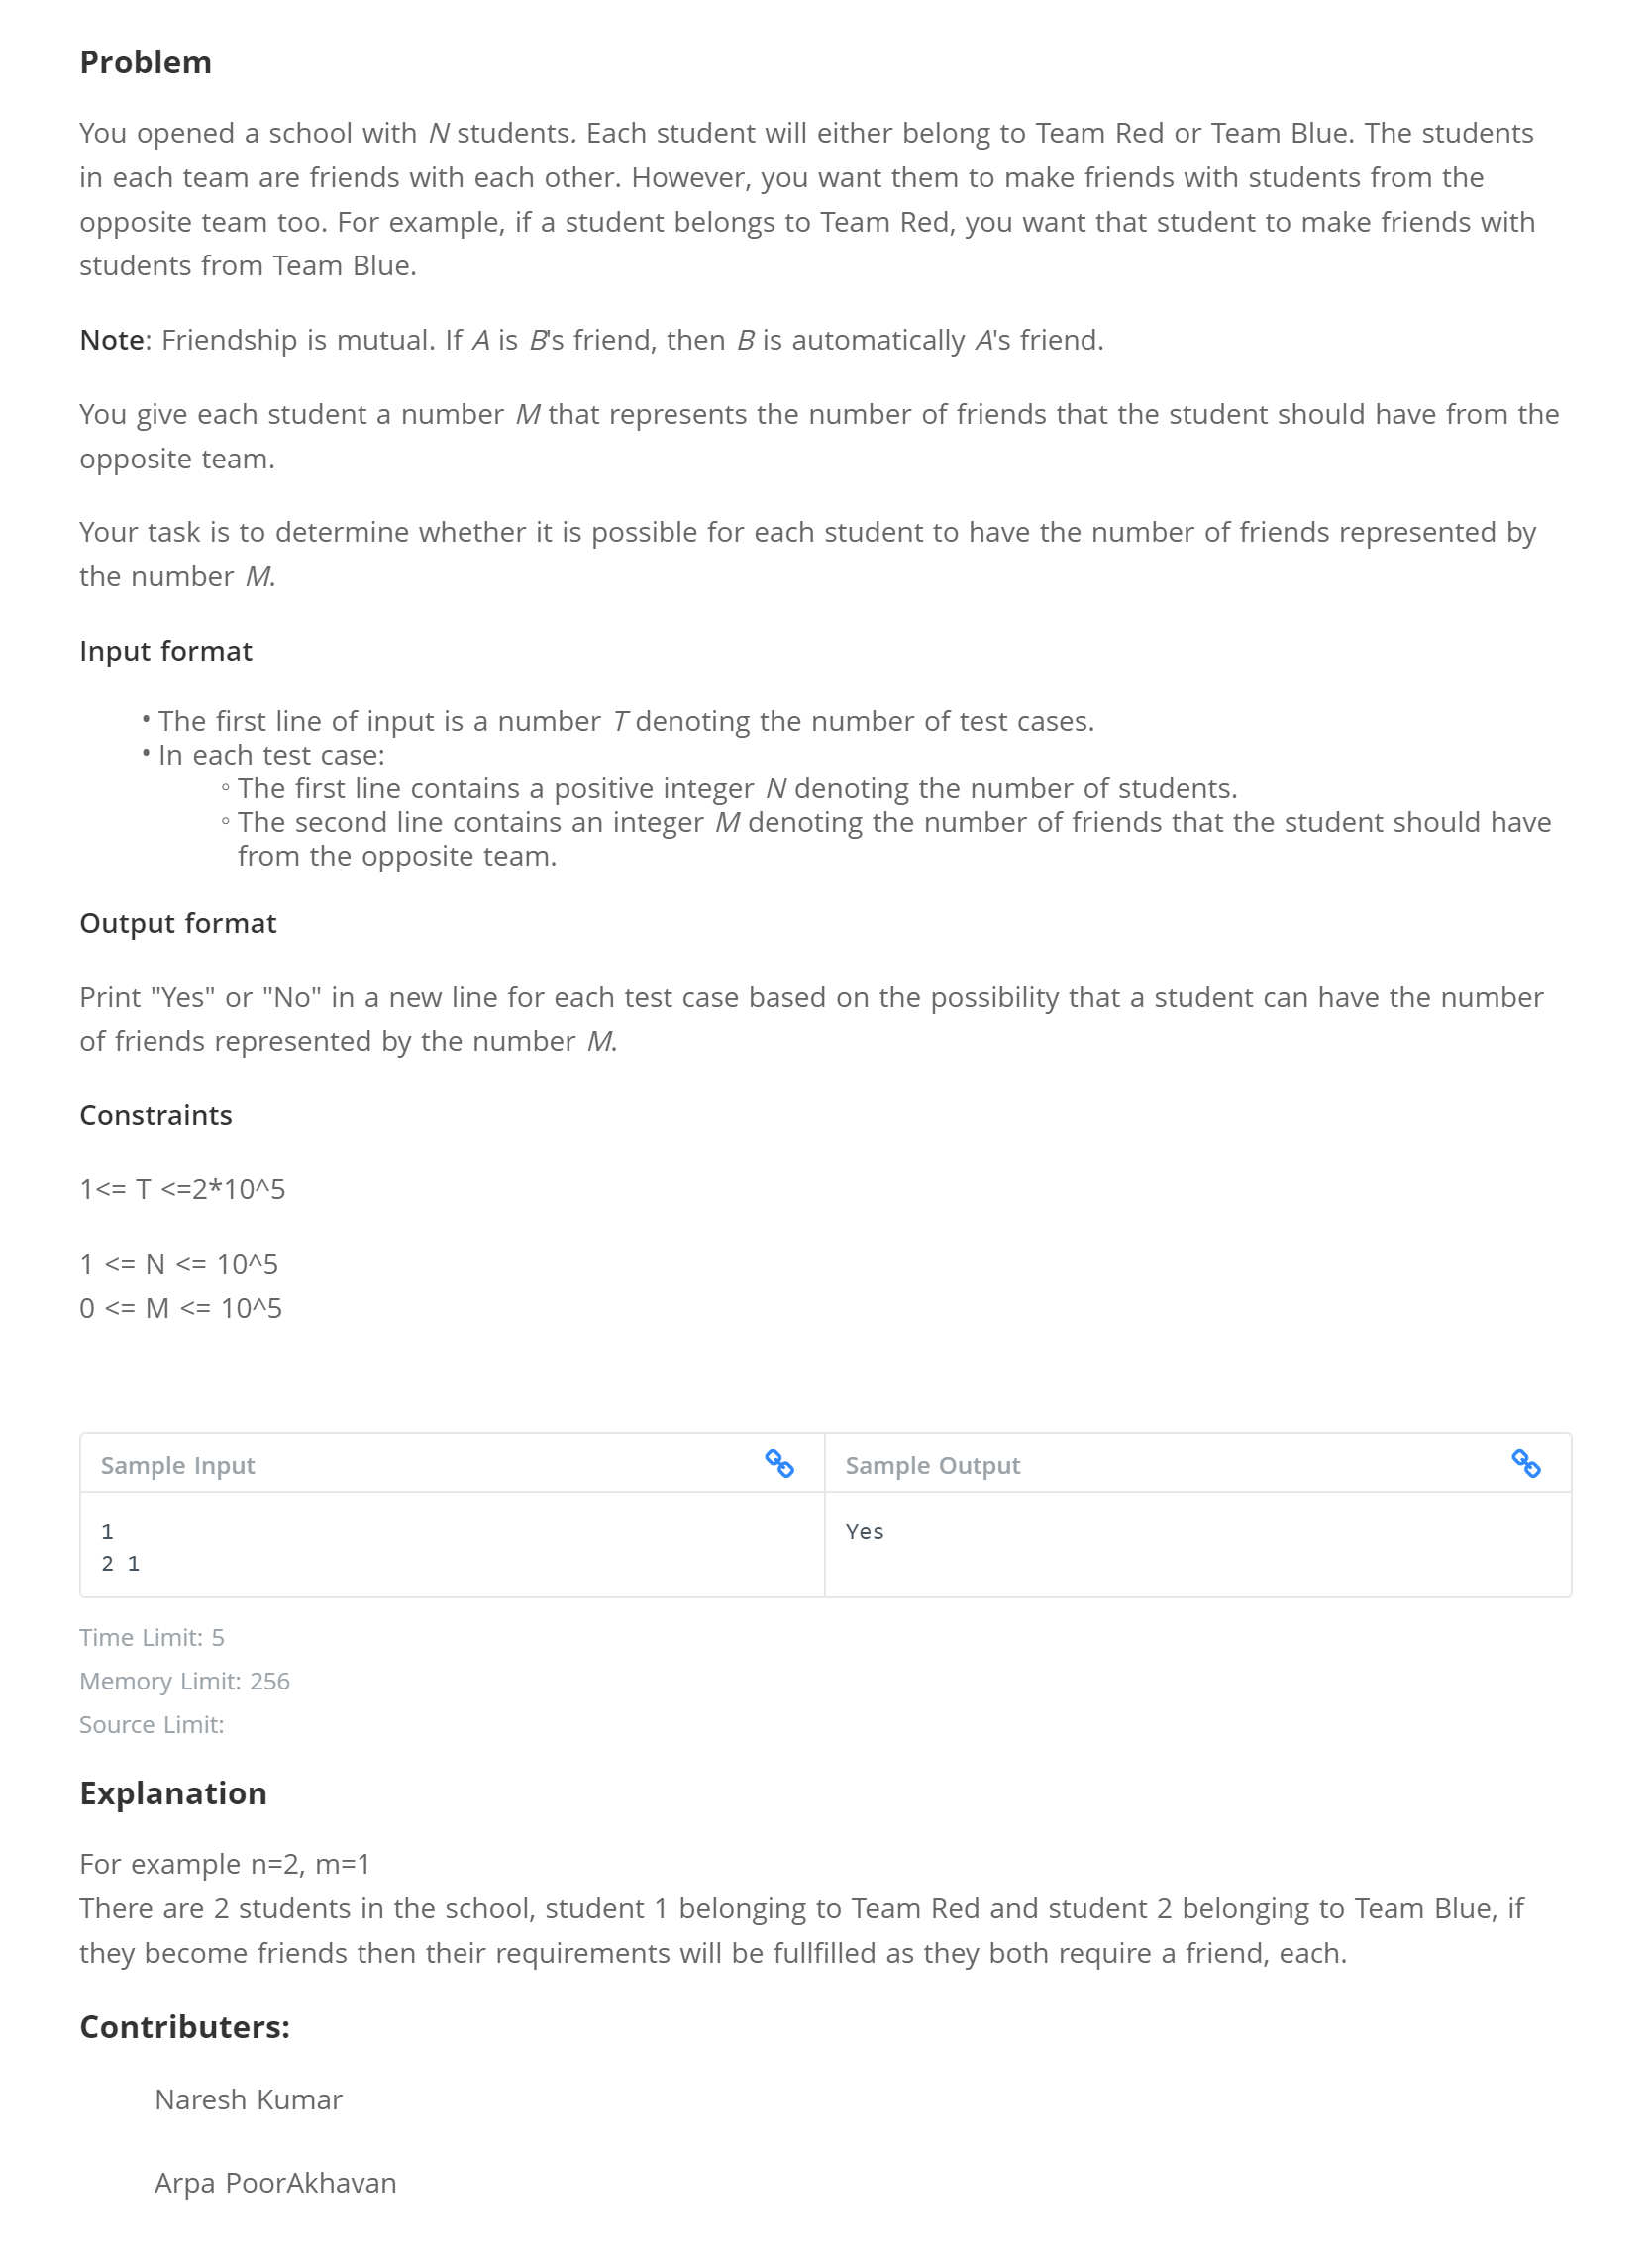 Problem
You opened a school with N students. Each student will either belong to Team Red or Team Blue. The students
in each team are friends with each other. However, you want them to make friends with students from the
opposite team too. For example, if a student belongs to Team Red, you want that student to make friends with
students from Team Blue.
Note: Friendship is mutual. If A is B's friend, then B is automatically A's friend.
You give each student a number M that represents the number of friends that the student should have from the
opposite team.
Your task is to determine whether it is possible for each student to have the number of friends represented by
the number M.
Input format
• The first line of input is a number T denoting the number of test cases.
• In each test case:
◦ The first line contains a positive integer N denoting the number of students.
◦ The second line contains an integer M denoting the number of friends that the student should have
from the opposite team.
Output format
Print "Yes" or "No" in a new line for each test case based on the possibility that a student can have the number
of friends represented by the number M.
Constraints
1<= T <=2*10^5
1 <= N <= 10^5
0 <= M <= 10^5
Sample Input
Sample Output
1
2 1
Yes
Time Limit: 5
Memory Limit: 256
Source Limit:
Explanation
For example n=2, m=1
There are 2 students in the school, student 1 belonging to Team Red and student 2 belonging to Team Blue, if
they become friends then their requirements will be fullfilled as they both require a friend, each.
Contributers:
Naresh Kumar
Arpa PoorAkhavan